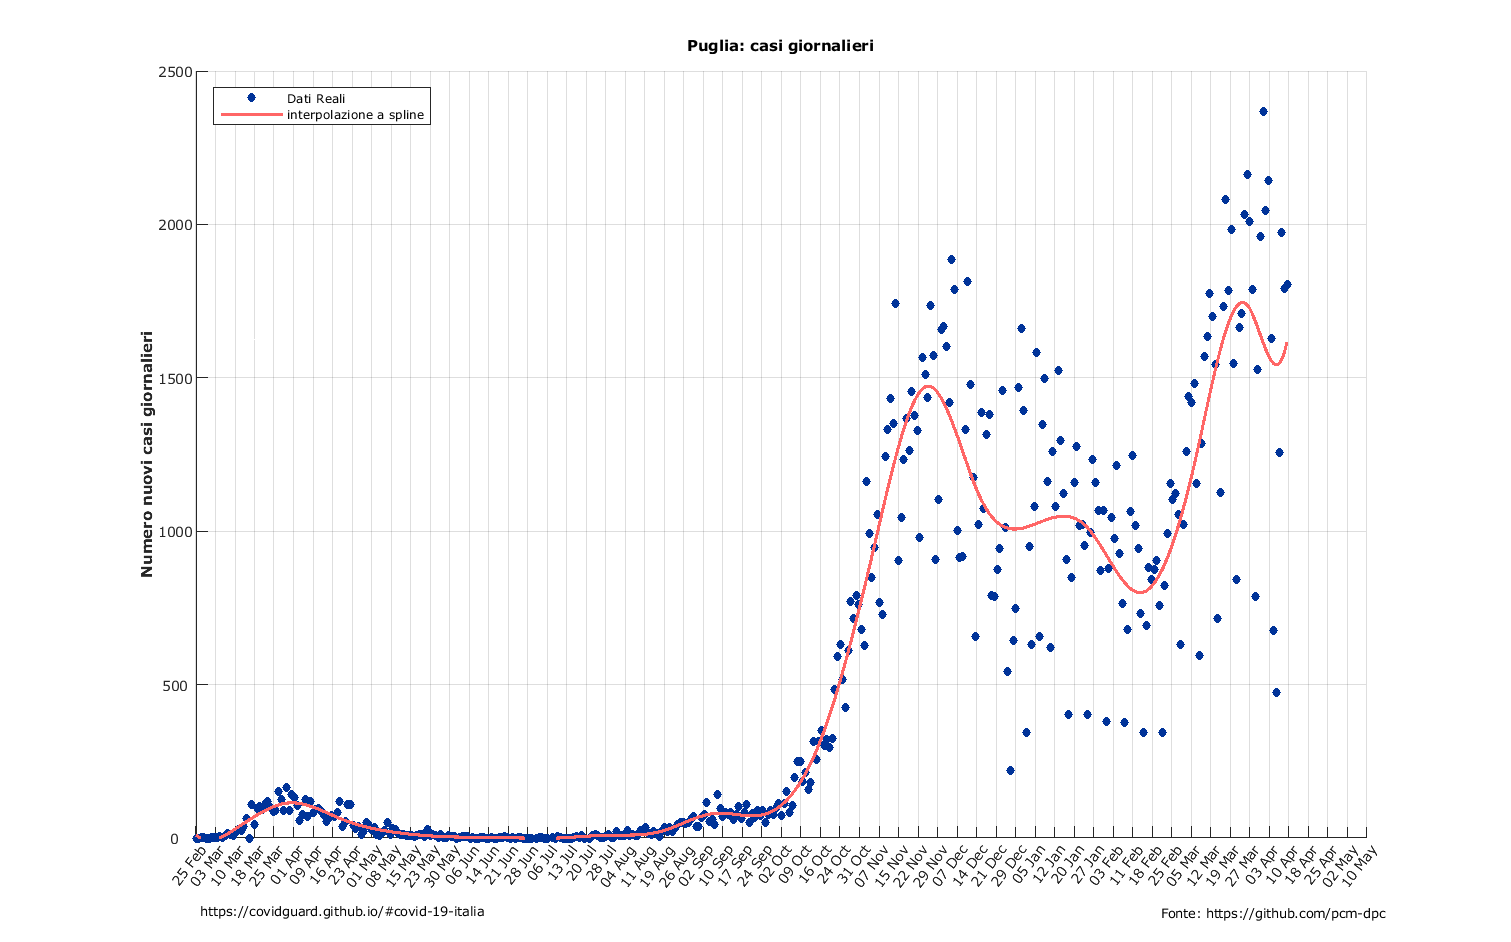 Puglia: casi giornalieri
Dati Reali
interpolazione a spline
Numero nuovi casi giornalieri
2500
2000
1500
1000
500
0
25 Feb
03 Mar
10 Mar
18 Mar
25 Mar
01 Apr
09 Apr
16 Apr
23 Apr
01 May
08 May
15 May
23 May
30 May
06 Jun
14 Jun
21 Jun
28 Jun
06 Jul
13 Jul
20 Jul
28 Jul
04 Aug
11 Aug
19 Aug
26 Aug
02 Sep
10 Sep
17 Sep
24 Sep
02 Oct
09 Oct
16 Oct
24 Oct
31 Oct
07 Nov
15 Nov
22 Nov
29 Nov
07 Dec
14 Dec
21 Dec
29 Dec
05 Jan
12 Jan
20 Jan
27 Jan
03 Feb
11 Feb
18 Feb
25 Feb
05 Mar
12 Mar
19 Mar
27 Mar
03 Apr
10 Apr
18 Apr
25 Apr
02 May
10 May
https://covidguard.github.io/#covid-19-italia
Fonte: https://github.com/pcm-dpc